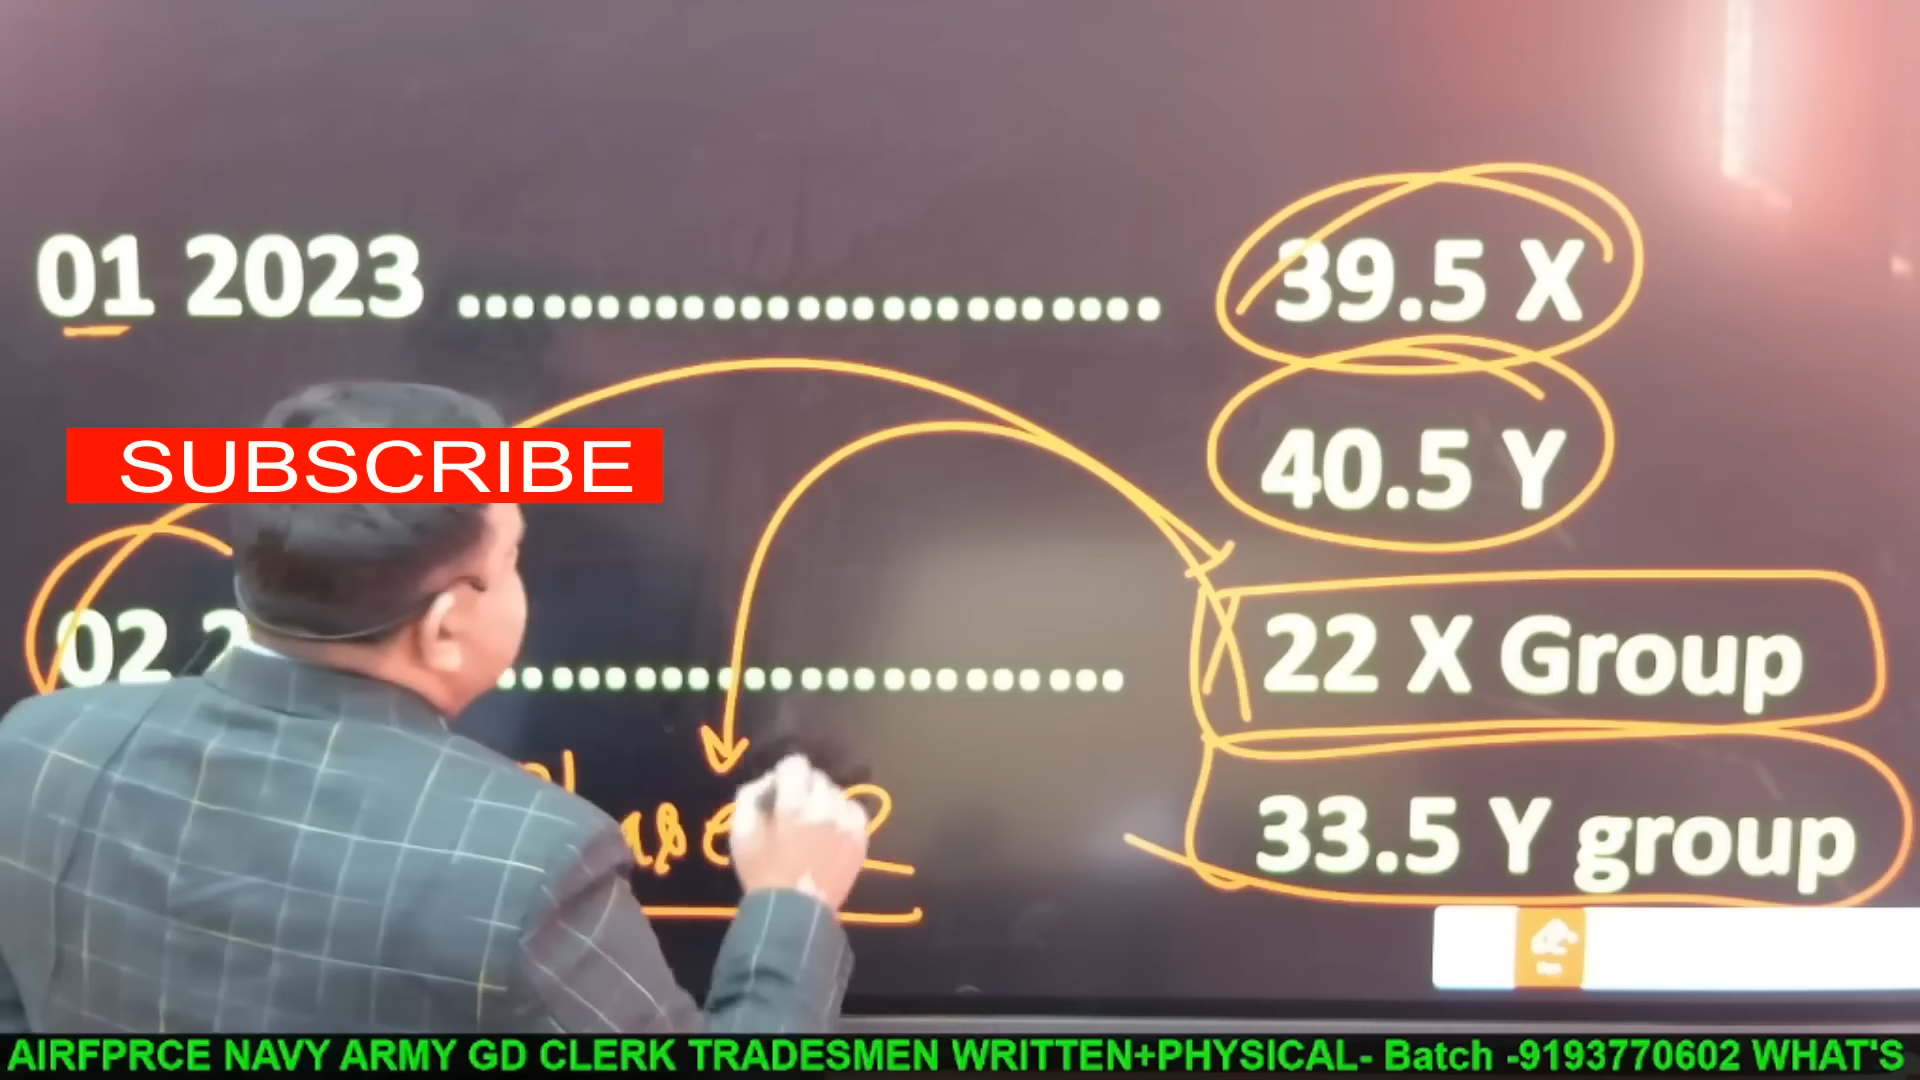 01 2023 ........................ 39.5 X
40.5 Y
SUBSCRIBE
02 2 ...................... 22 X Group
33.5 Y group
AIRFPRCE NAVY ARMY GD CLERK TRADESMEN WRITTEN+PHYSICAL- Batch -9193770602 WHAT'S